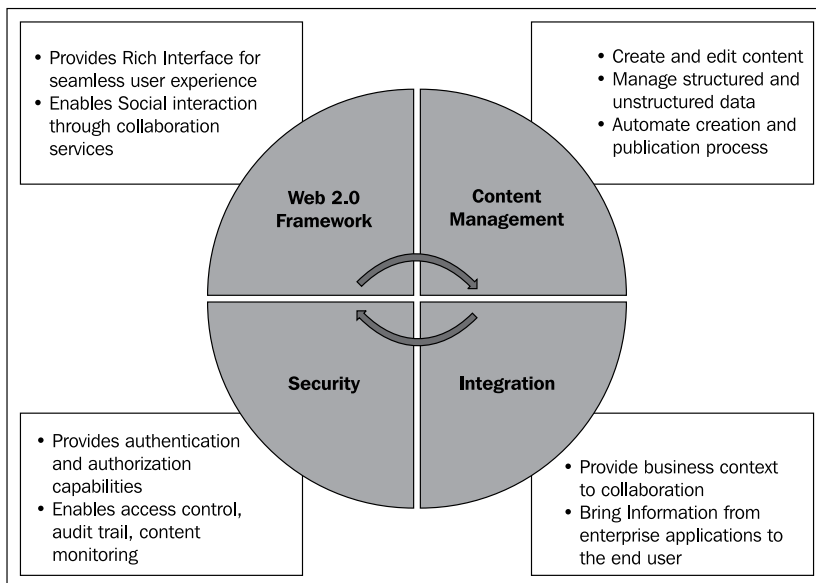 • Provides Rich Interface for
seamless user experience
• Enables Social interaction
through collaboration
services
• Create and edit content
• Manage structured and
unstructured data
• Automate creation and
publication process
Web 2.0
Framework
Content
Management
Security
Integration
• Provides authentication
and authorization
capabilities
• Enables access control,
audit trail, content
monitoring
• Provide business context
to collaboration
• Bring Information from
enterprise applications to
the end user